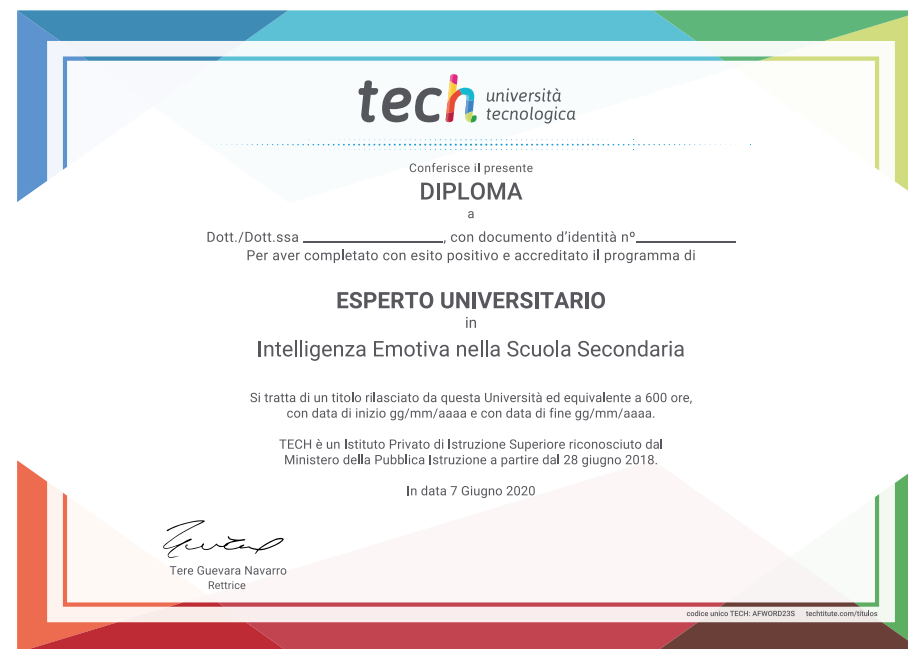 tech università
tecnologica
Conferisce il presente
DIPLOMA
a
Dott./Dott.ssa ____________________, con documento d'identità nº______________
Per aver completato con esito positivo e accreditato il programma di
ESPERTO UNIVERSITARIO
in
Intelligenza Emotiva nella Scuola Secondaria
Si tratta di un titolo rilasciato da questa Università ed equivalente a 600 ore,
con data di inizio gg/mm/aaaa e con data di fine gg/mm/aaaa.
TECH è un Istituto Privato di Istruzione Superiore riconosciuto dal
Ministero della Pubblica Istruzione a partire dal 28 giugno 2018.
In data 7 Giugno 2020
Tere Guevara Navarro
Rettrice
codice unico TECH: AFWORD23S techtitute.com/titulos